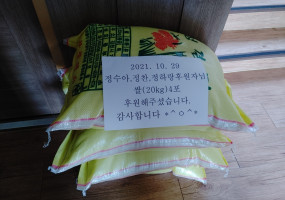 2021. 10. 29
정수아,정찬,정하랑후원자님
쌀(20kg)4포
후원해주셨습니다.
감사합니다 *^ㅇ^*